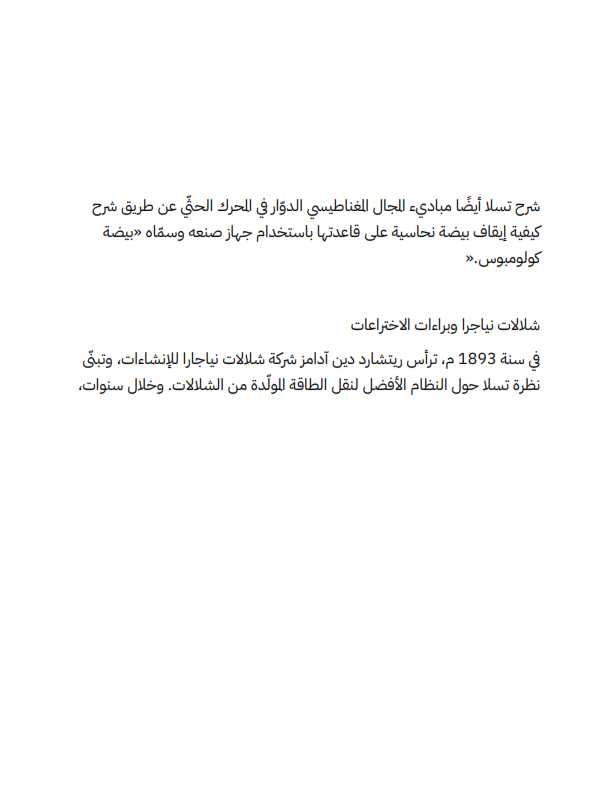 شرح تسلا أيضًا مباديء المجال المغناطيسي الدوّار في المحرك الحثّي عن طريق شرح
كيفية إيقاف بيضة نحاسية على قاعدتها باستخدام جهاز صنعه وسمّاه «بيضة
كولومبوس.«
شلالات نياجرا وبراءات الاختراعات
في سنة 1893 م، ترأس ريتشارد دين آدامز شركة شلالات نياجارا للإنشاءات، وتبنّى
نظرة تسلا حول النظام الأفضل لنقل الطاقة المولّدة من الشلالات. وخلال سنوات،